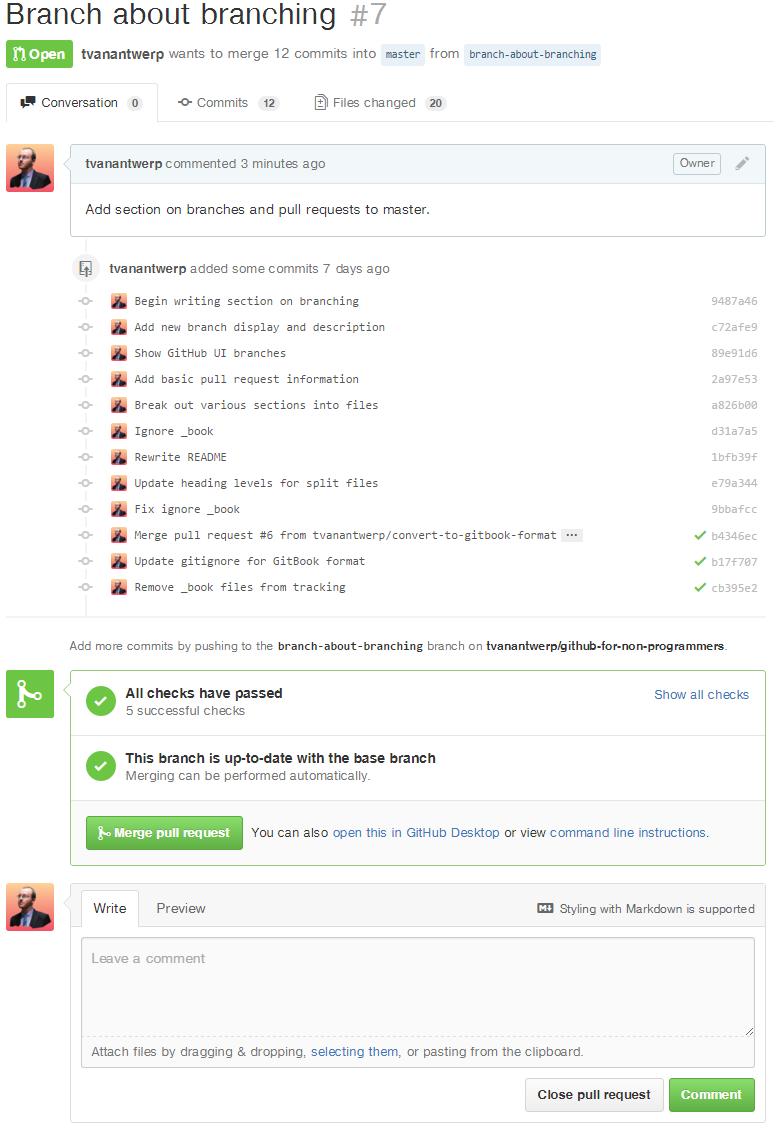 Branch about branching #7
Open tvanantwerp wants to merge 12 commits into master from branch-about-branching
Conversation 0 Commits 12 Files changed 20
tvanantwerp commented 3 minutes ago Owner
Add section on branches and pull requests to master.
tvanantwerp added some commits 7 days ago
Begin writing section on branching 9487a46
Add new branch display and description c72afe9
Show GitHub UI branches 89e91d6
Add basic pull request information 2a97e53
Break out various sections into files a826b00
Ignore _book d31a7a5
Rewrite README 1bfb39f
Update heading levels for split files e79a344
Fix ignore _book 9bbafcc
Merge pull request #6 from tvanantwerp/convert-to-gitbook-format ... b4346ec
Update gitignore for GitBook format b17f707
Remove _book files from tracking cb395e2
Add more commits by pushing to the branch-about-branching branch on tvanantwerp/github-for-non-programmers.
All checks have passed Show all checks
5 successful checks
This branch is up-to-date with the base branch
Merging can be performed automatically.
Merge pull request You can also open this in GitHub Desktop or view command line instructions.
Write Preview Styling with Markdown is supported
Leave a comment
Attach files by dragging & dropping, selecting them, or pasting from the clipboard.
Close pull request Comment